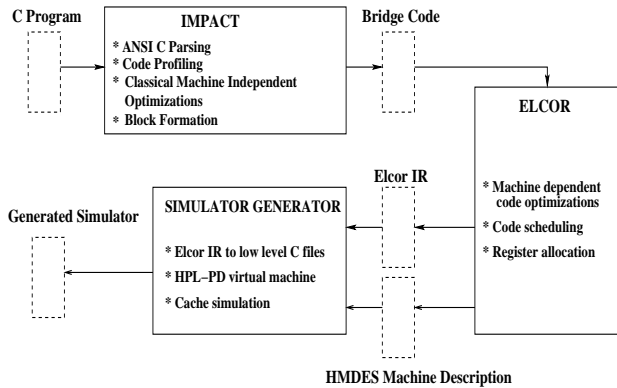 C Program
IMPACT
* ANSI C Parsing
* Code Profiling
* Classical Machine Independent
Optimizations
* Block Formation
Bridge Code
ELCOR
* Machine dependent
code optimizations
* Code scheduling
* Register allocation
Elcor IR
SIMULATOR GENERATOR
* Elcor IR to low level C files
* HPL-PD virtual machine
* Cache simulation
Generated Simulator
HMDES Machine Description